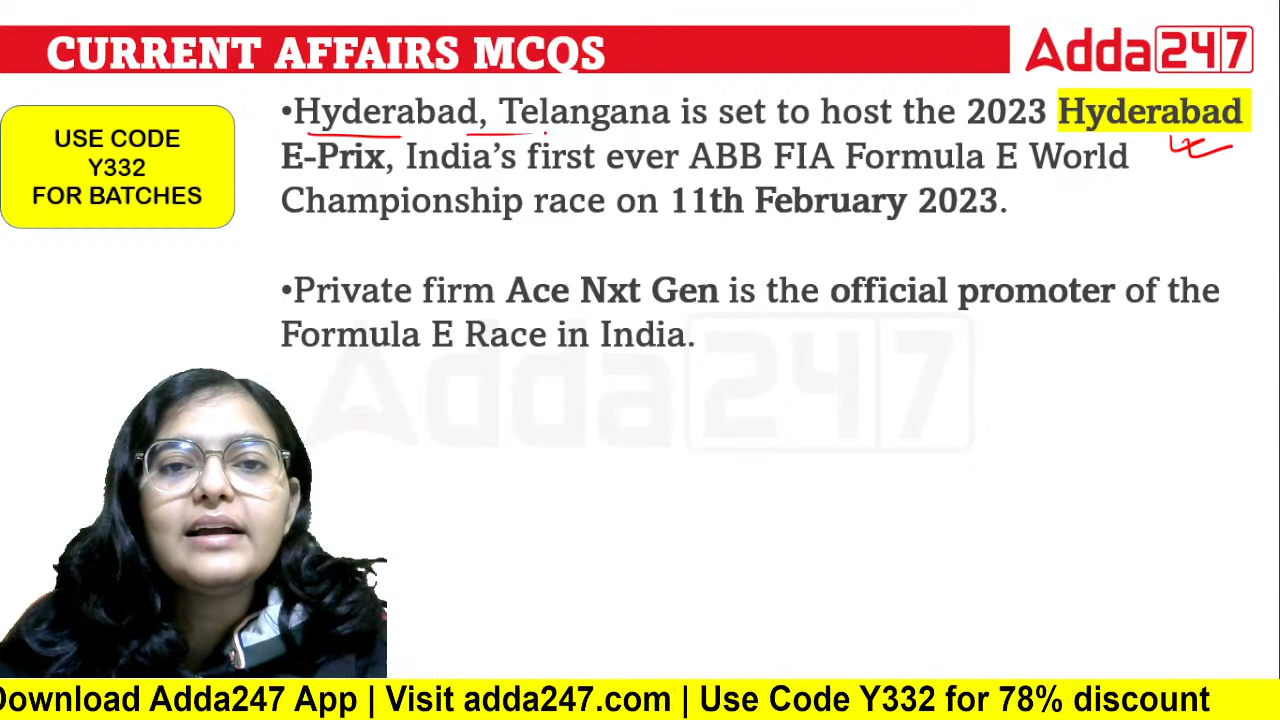 CURRENT AFFAIRS MCQS
Adda247
USE CODE
Y332
FOR BATCHES
•Hyderabad, Telangana is set to host the 2023 Hyderabad
E-Prix, India’s first ever ABB FIA Formula E World
Championship race on 11th February 2023.
•Private firm Ace Nxt Gen is the official promoter of the
Formula E Race in India.
Adda247
Download Adda247 App | Visit adda247.com | Use Code Y332 for 78% discount